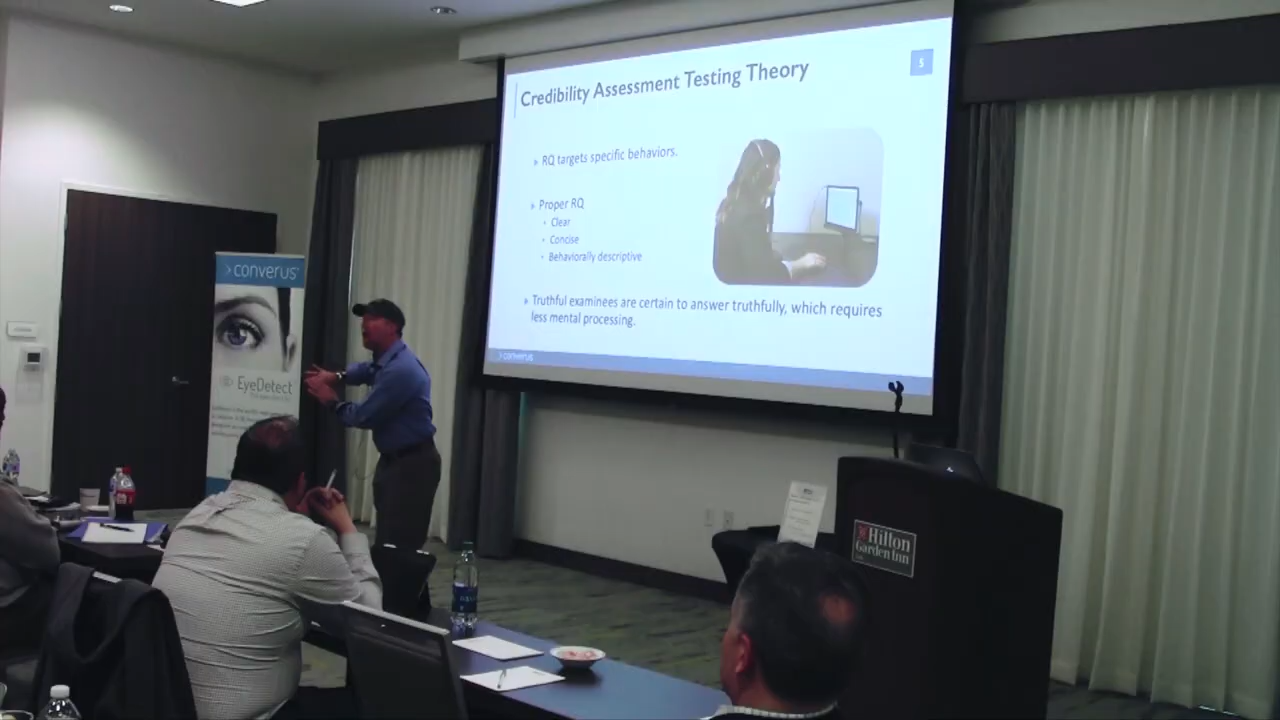 Credibility Assessment Testing Theory
5
RQ targets specific behaviors.
Proper RQ
Clear
Concise
Behaviorally descriptive
Truthful examinees are certain to answer truthfully, which requires
less mental processing.
converus
converus
EyeDetect
Hilton
Garden Inn